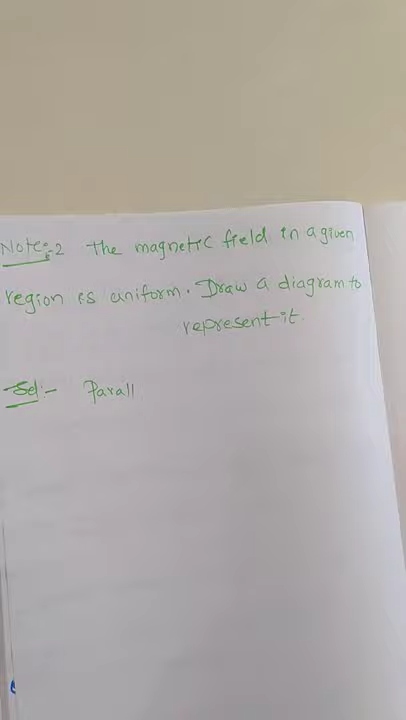 Note:-2 The magnetic field in a given
region is uniform. Draw a diagram to
represent it.
Sol:- Parall